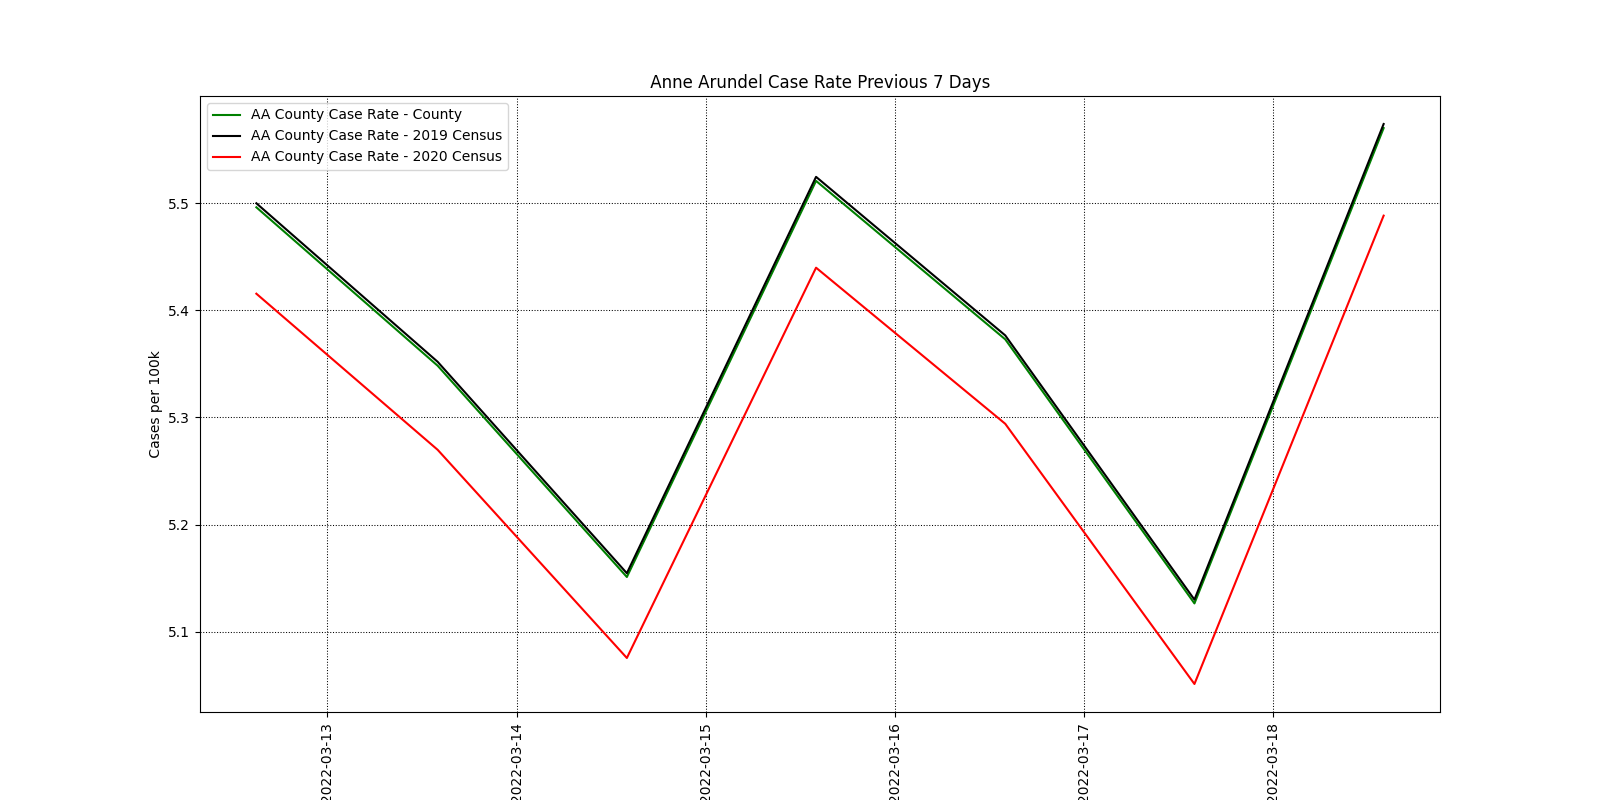 Anne Arundel Case Rate Previous 7 Days
AA County Case Rate - County
AA County Case Rate - 2019 Census
AA County Case Rate - 2020 Census
Cases per 100k
5.5
5.4
5.3
5.2
5.1
2022-03-13
2022-03-14
2022-03-15
2022-03-16
2022-03-17
2022-03-18